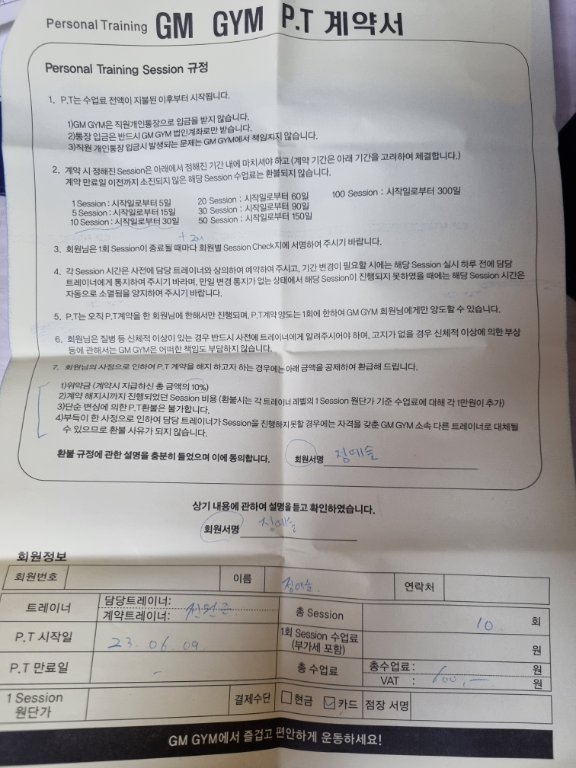 Personal Training GM GYM P.T 계약서
Personal Training Session 규정
1. P.T는 수업료 전액이 지불된 이후부터 시작됩니다.
1)GM GYM은 직원개인통장으로 입금을 받지 않습니다.
2)통장 입금은 반드시 GM GYM 법인계좌로만 받습니다.
3)직원 개인통장 입금시 발생되는 문제는 GM GYM에서 책임지지 않습니다.
2. 계약 시 정해진 Session은 아래에서 정해진 기간 내에 마치셔야 하고 (계약 기간은 아래 기간을 고려하여 체결합니다.)
계약 만료일 이전까지 소진되지 않은 해당 Session 수업료는 환불되지 않습니다.
1 Session : 시작일로부터 5일 20 Session : 시작일로부터 60일 100 Session : 시작일로부터 300일
5 Session : 시작일로부터 15일 30 Session : 시작일로부터 90일
10 Session : 시작일로부터 30일 50 Session : 시작일로부터 150일
3. 회원님은 1회 Session이 종료될 때마다 회원별 Session Check지에 서명하여 주시기 바랍니다.
4. 각 Session 시간은 사전에 담당 트레이너와 상의하여 예약하여 주시고, 기간 변경이 필요할 시에는 해당 Session 실시 하루 전에 담당
트레이너에게 통지하여 주시기 바라며, 만일 변경 통지가 없는 상태에서 해당 Session이 진행되지 못하였을 때에는 해당 Session 시간은
자동으로 소멸됨을 양지하여 주시기 바랍니다.
5. P.T는 오직 P.T계약을 한 회원님에 한해서만 진행되며, P.T계약 양도는 1회에 한하여 GM GYM 회원님에게만 양도할 수 있습니다.
6. 회원님은 질병 등 신체적 이상이 있는 경우 반드시 사전에 트레이너에게 알려주시어야 하며, 고지가 없을 경우 신체적 이상에 의한 부상
등에 관해서는 GM GYM은 어떠한 책임도 부담하지 않습니다.
7. 회원님의 사정으로 인하여 P.T 계약을 해지 하고자 하는 경우에는 아래 금액을 공제하여 환급해 드립니다.
1)위약금 (계약시 지급하신 총 금액의 10%)
2)계약 해지시까지 진행되었던 Session 비용 (환불시는 각 트레이너 레벨의 1 Session 원단가 기준 수업료에 대해 각 1만원이 추가)
3)단순 변심에 의한 P.T환불은 불가합니다.
4)부득이 한 사정으로 인하여 담당 트레이너가 Session을 진행하지못할 경우에는 자격을 갖춘 GM GYM 소속 다른 트레이너로 대체될
수 있으므로 환불 사유가 되지 않습니다.
환불 규정에 관한 설명을 충분히 들었으며 이에 동의합니다. 회원서명 장예슬
상기 내용에 관하여 설명을 듣고 확인하였습니다.
회원서명 장예슬
회원정보
회원번호 이름 장예슬 연락처
트레이너 담당트레이너: 총 Session 10 회
계약트레이너:
P.T 시작일 23. 06. 09. 1회 Session 수업료 (부가세 포함) 원
P.T 만료일 - 총 수업료 총수업료 : 원
VAT : 600,- 원
1 Session 원단가 결제수단 현금 카드 점장 서명
GM GYM에서 즐겁고 편안하게 운동하세요!